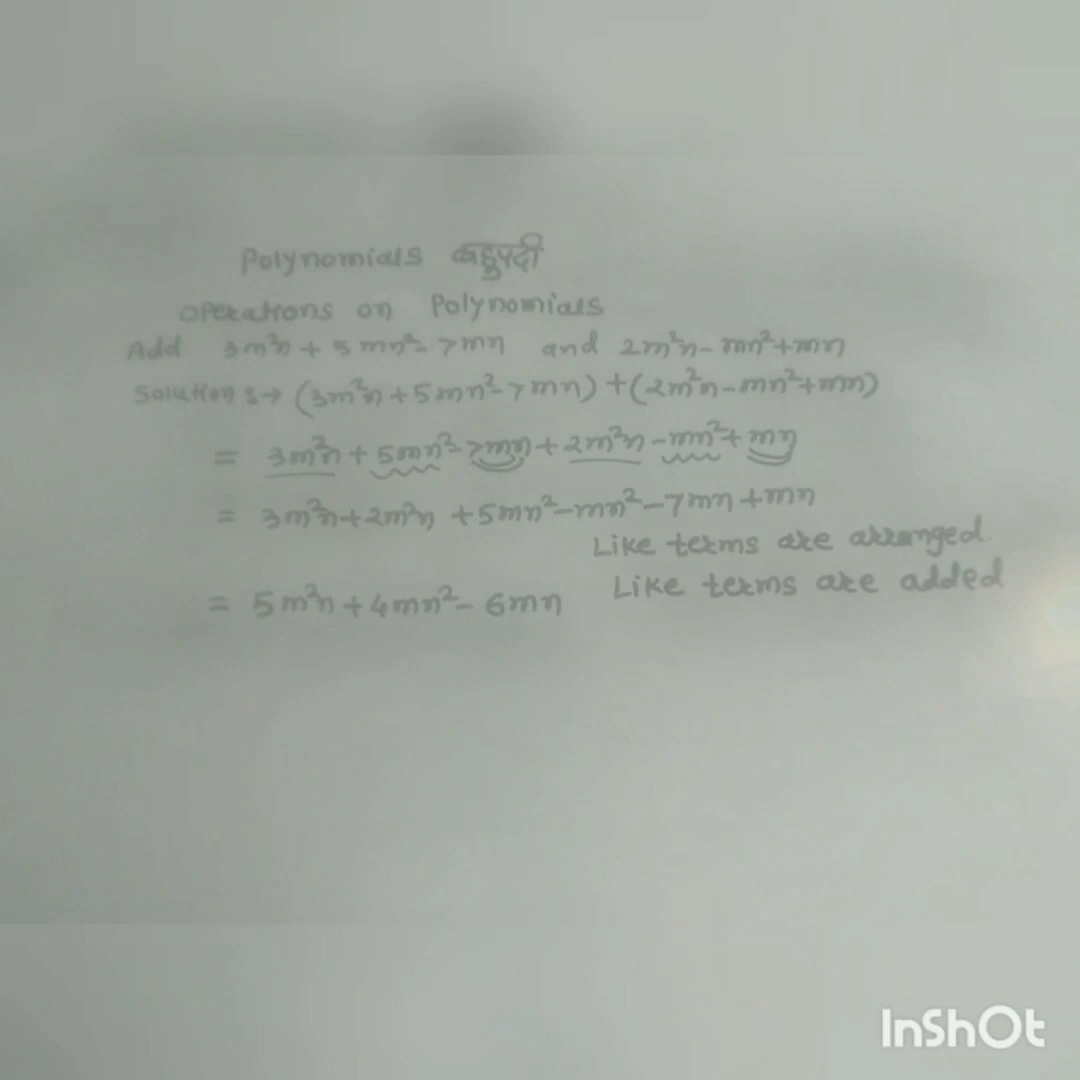 Polynomials बहुपदी
Operations on Polynomials
Add 3m²n + 5mn² - 7mn and 2m²n - mn² + mn
Solution :→ (3m²n + 5mn² - 7mn) + (2m²n - mn² + mn)
= 3m²n + 5mn² - 7mn + 2m²n - mn² + mn
= 3m²n + 2m²n + 5mn² - mn² - 7mn + mn
Like terms are arranged.
= 5m²n + 4mn² - 6mn Like terms are added
InShOt